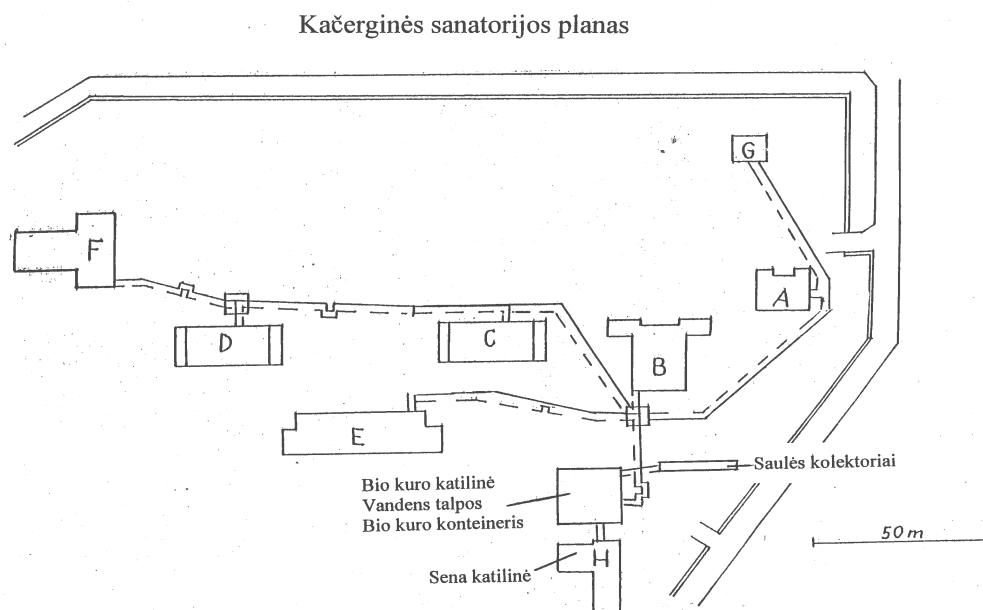 Kačerginės sanatorijos planas
G
F
A
D
C
B
E
Saulės kolektoriai
Bio kuro katilinė
Vandens talpos
Bio kuro konteineris
50 m
H
Sena katilinė